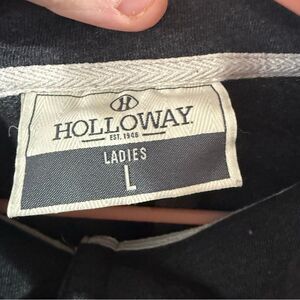 H
HOLLOWAY
EST. 1946
LADIES
L